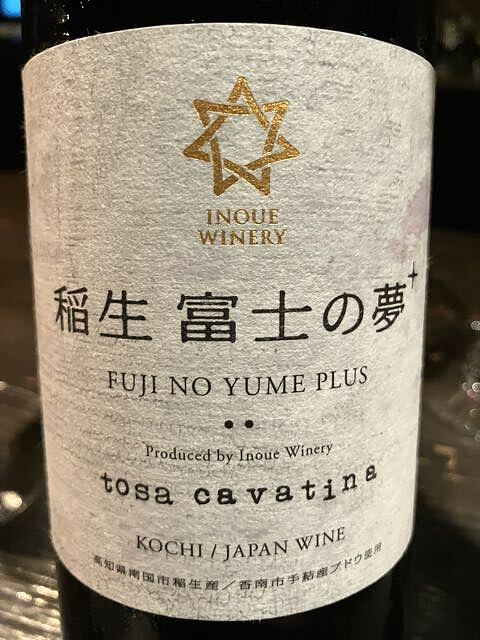 INOUE
WINERY
稲生 富士の夢+
FUJI NO YUME PLUS
••
Produced by Inoue Winery
tosa cavatina
KOCHI / JAPAN WINE
高知県南国市稲生産／香南市手結産ブドウ使用